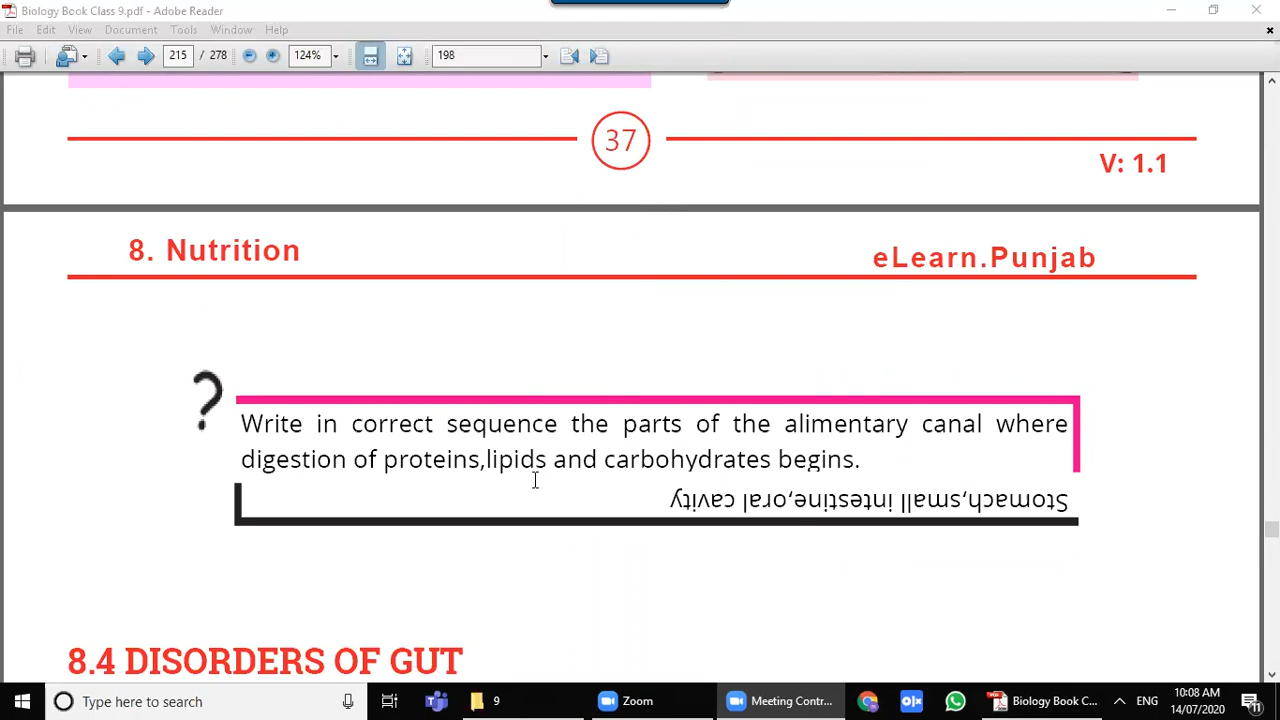 Biology Book Class 9.pdf - Adobe Reader
File Edit View Document Tools Window Help
215 / 278 124% 198
37
V: 1.1
8. Nutrition eLearn.Punjab
?
Write in correct sequence the parts of the alimentary canal where
digestion of proteins,lipids and carbohydrates begins.
Stomach,small intestine,oral cavity
8.4 DISORDERS OF GUT
Type here to search 9 Zoom Meeting Contr... Biology Book C... ENG 10:08 AM
14/07/2020 11